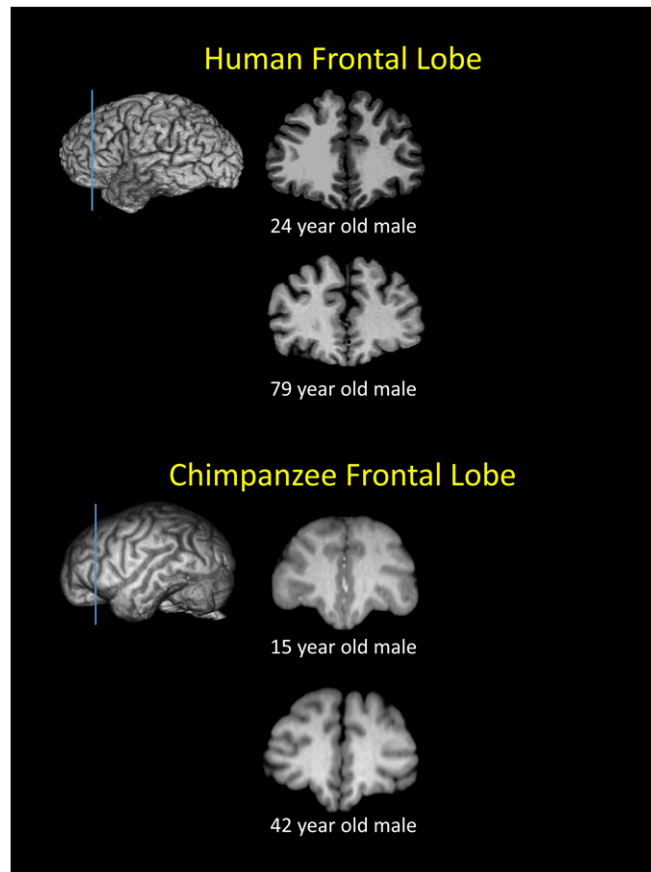 Human Frontal Lobe
24 year old male
79 year old male
Chimpanzee Frontal Lobe
15 year old male
42 year old male